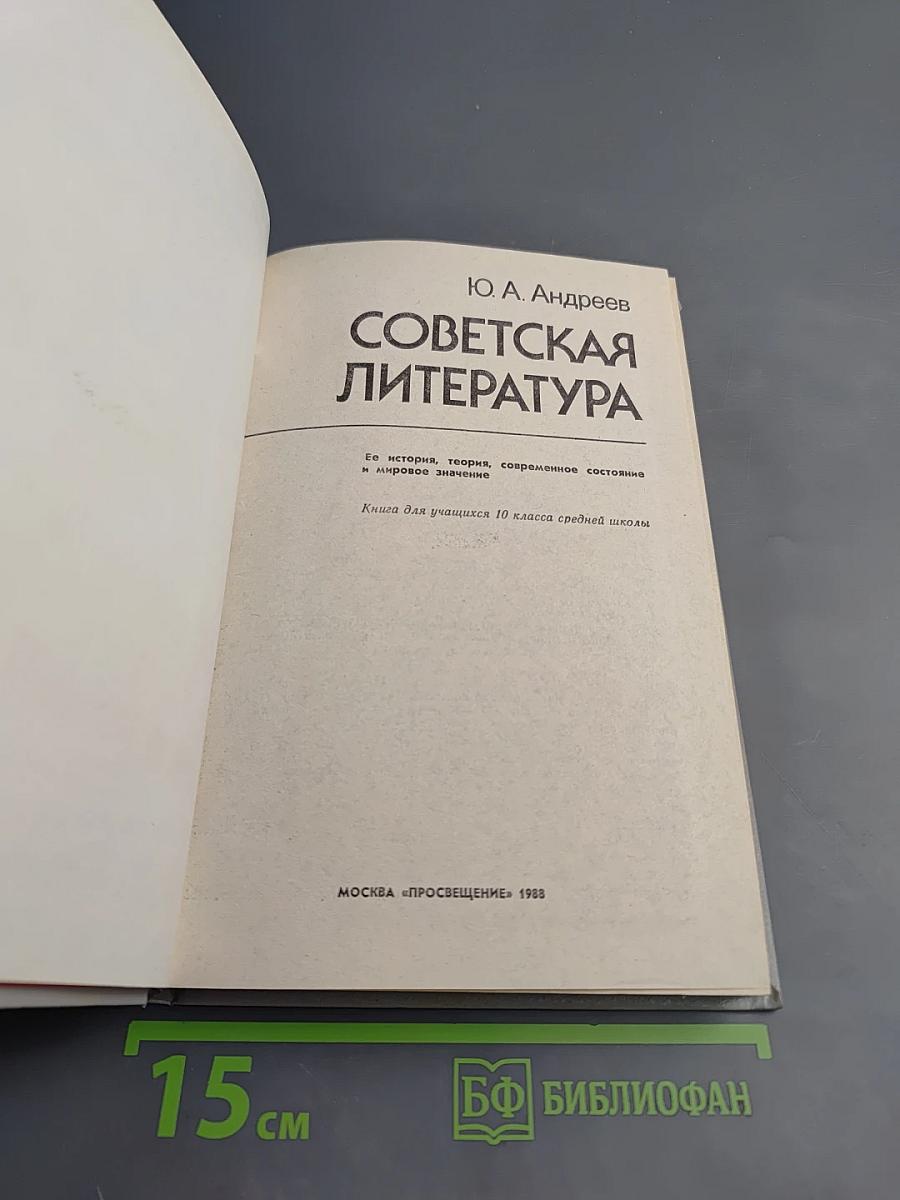 Ю. А. Андреев
СОВЕТСКАЯ
ЛИТЕРАТУРА
Ее история, теория, современное состояние
и мировое значение
Книга для учащихся 10 класса средней школы
МОСКВА «ПРОСВЕЩЕНИЕ» 1988
15 см
БФ БИБЛИОФАН